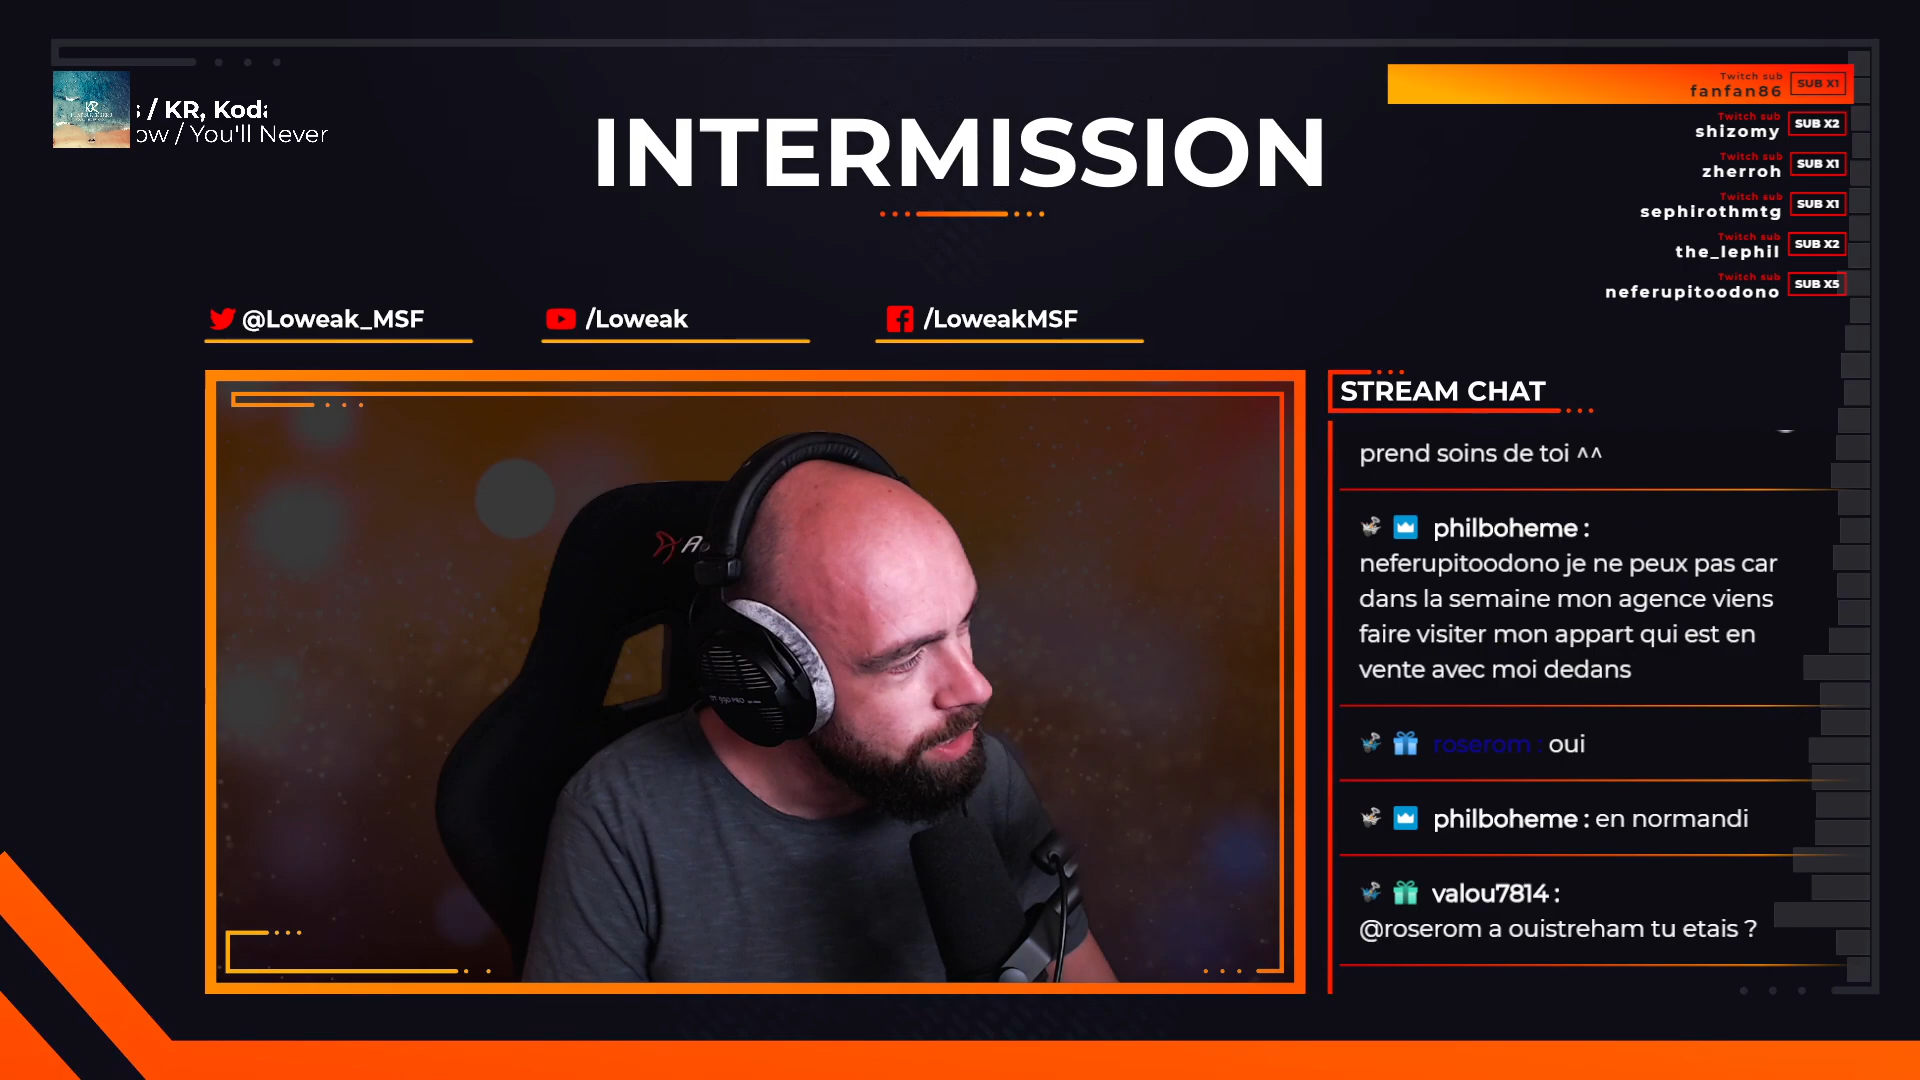 / KR, Koda
ow / You'll Never
INTERMISSION
Twitch sub
fanfan86
SUB X1
Twitch sub
shizomy
SUB X2
Twitch sub
zherroh
SUB X1
Twitch sub
sephirothmtg
SUB X1
Twitch sub
the_lephil
SUB X2
Twitch sub
neferupitoodono
SUB X5
@Loweak_MSF
/Loweak
/LoweakMSF
STREAM CHAT
prend soins de toi ^^
philboheme :
neferupitoodono je ne peux pas car
dans la semaine mon agence viens
faire visiter mon appart qui est en
vente avec moi dedans
roserom : oui
philboheme : en normandi
valou7814 :
@roserom a ouistreham tu etais ?